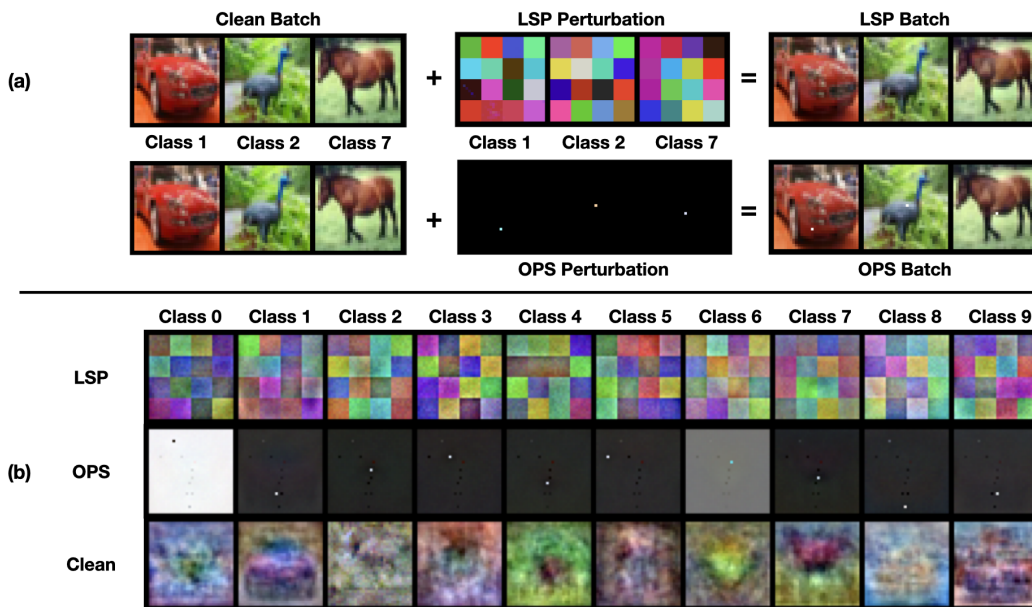 Clean Batch LSP Perturbation LSP Batch
(a) + =
Class 1 Class 2 Class 7 Class 1 Class 2 Class 7
+ =
OPS Perturbation OPS Batch
Class 0 Class 1 Class 2 Class 3 Class 4 Class 5 Class 6 Class 7 Class 8 Class 9
LSP
(b) OPS
Clean